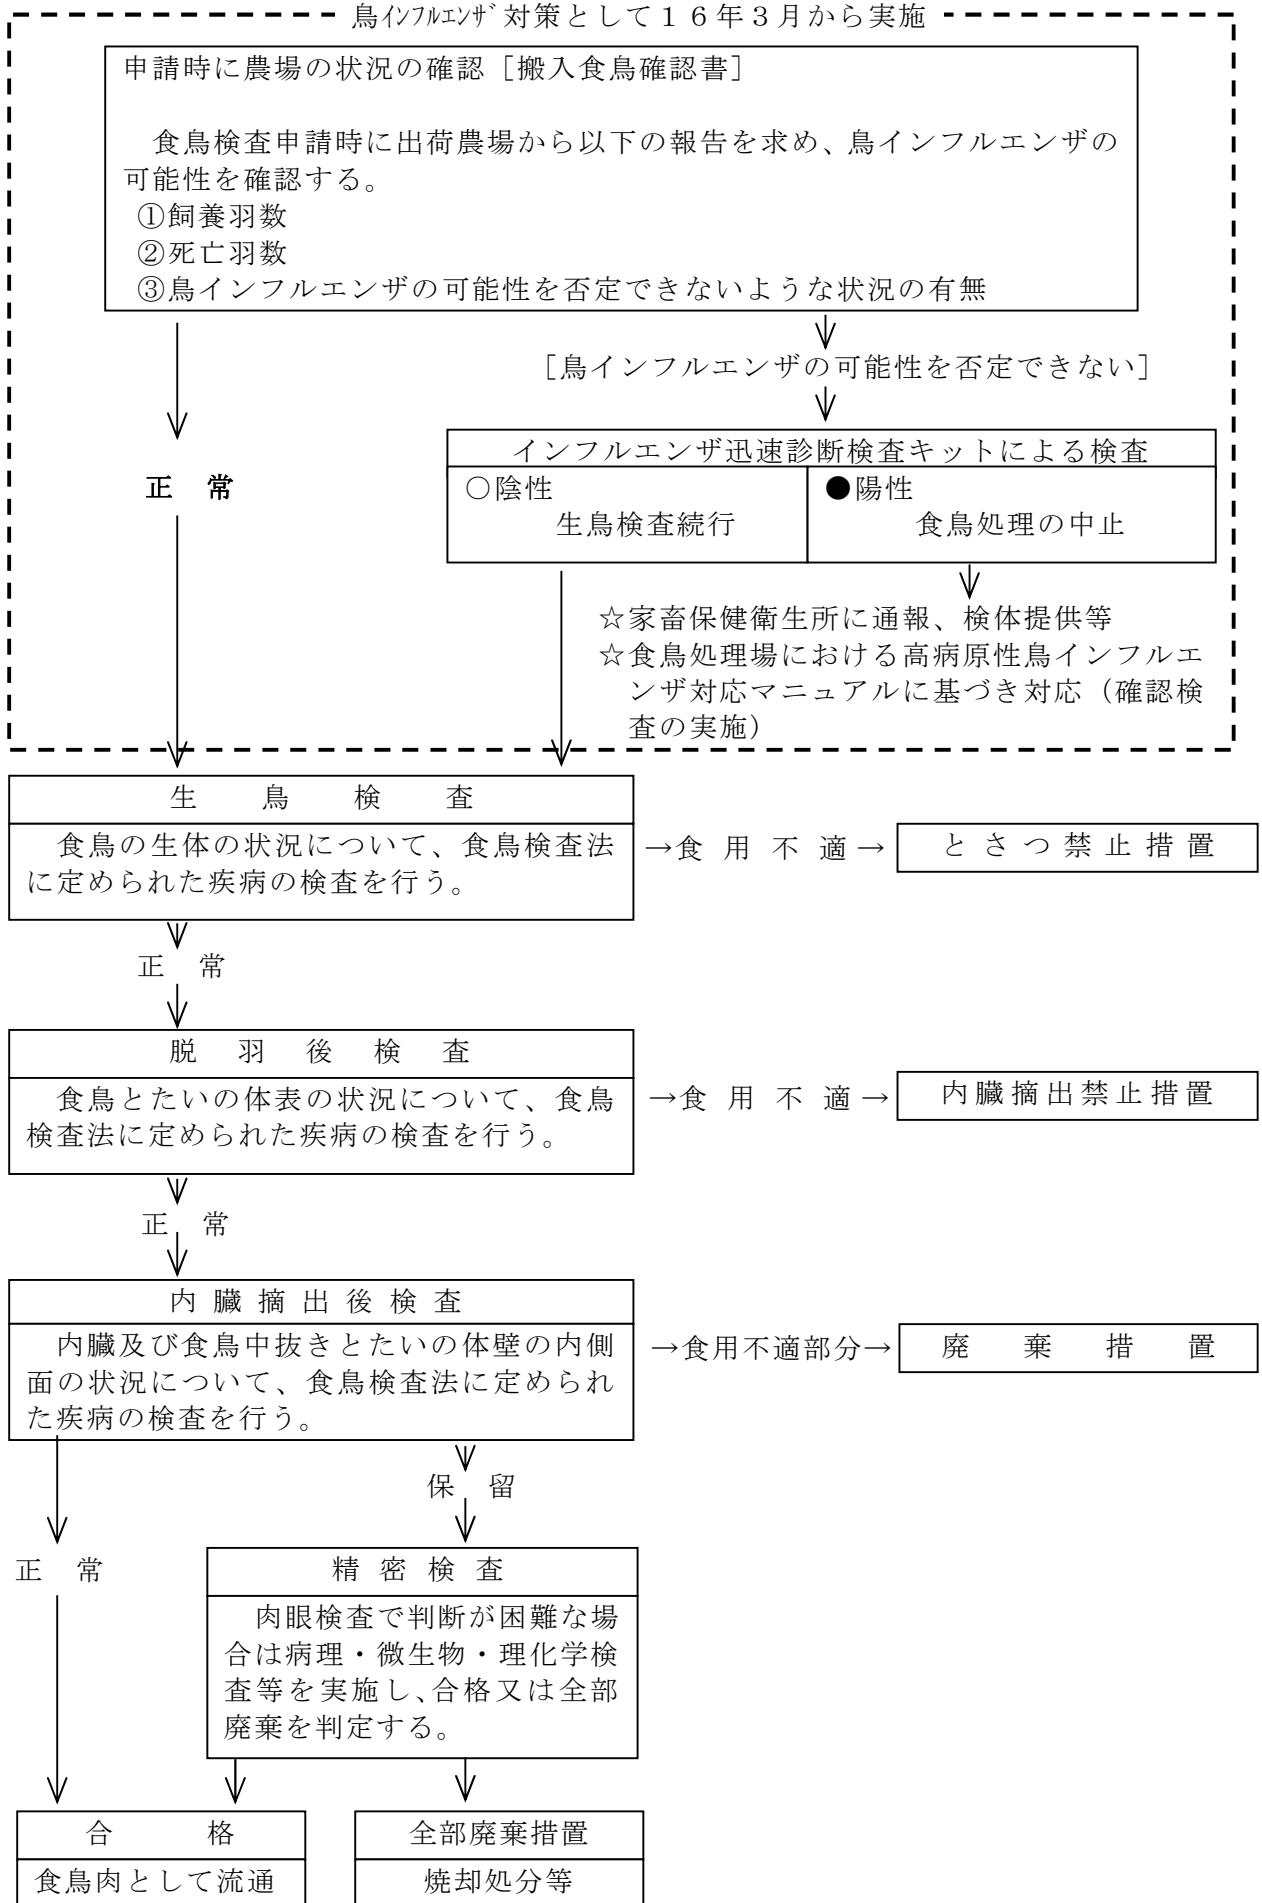 鳥ｲﾝﾌﾙｴﾝｻﾞ対策として１６年３月から実施
申請時に農場の状況の確認［搬入食鳥確認書］
食鳥検査申請時に出荷農場から以下の報告を求め、鳥インフルエンザの
可能性を確認する。
①飼養羽数
②死亡羽数
③鳥インフルエンザの可能性を否定できないような状況の有無
［鳥インフルエンザの可能性を否定できない］
正　常
インフルエンザ迅速診断検査キットによる検査
○陰性
生鳥検査続行
●陽性
食鳥処理の中止
☆家畜保健衛生所に通報、検体提供等
☆食鳥処理場における高病原性鳥インフルエ
ンザ対応マニュアルに基づき対応（確認検
査の実施）
生　鳥　検　査
食鳥の生体の状況について、食鳥検査法
に定められた疾病の検査を行う。
→食　用　不　適→
とさつ禁止措置
正　常
脱　羽　後　検　査
食鳥とたいの体表の状況について、食鳥
検査法に定められた疾病の検査を行う。
→食　用　不　適→
内臓摘出禁止措置
正　常
内臓摘出後検査
内臓及び食鳥中抜きとたいの体壁の内側
面の状況について、食鳥検査法に定められ
た疾病の検査を行う。
→食用不適部分→
廃　棄　措　置
保　留
正　常
精密検査
肉眼検査で判断が困難な場
合は病理・微生物・理化学検
査等を実施し、合格又は全部
廃棄を判定する。
合　格
食鳥肉として流通
全部廃棄措置
焼却処分等